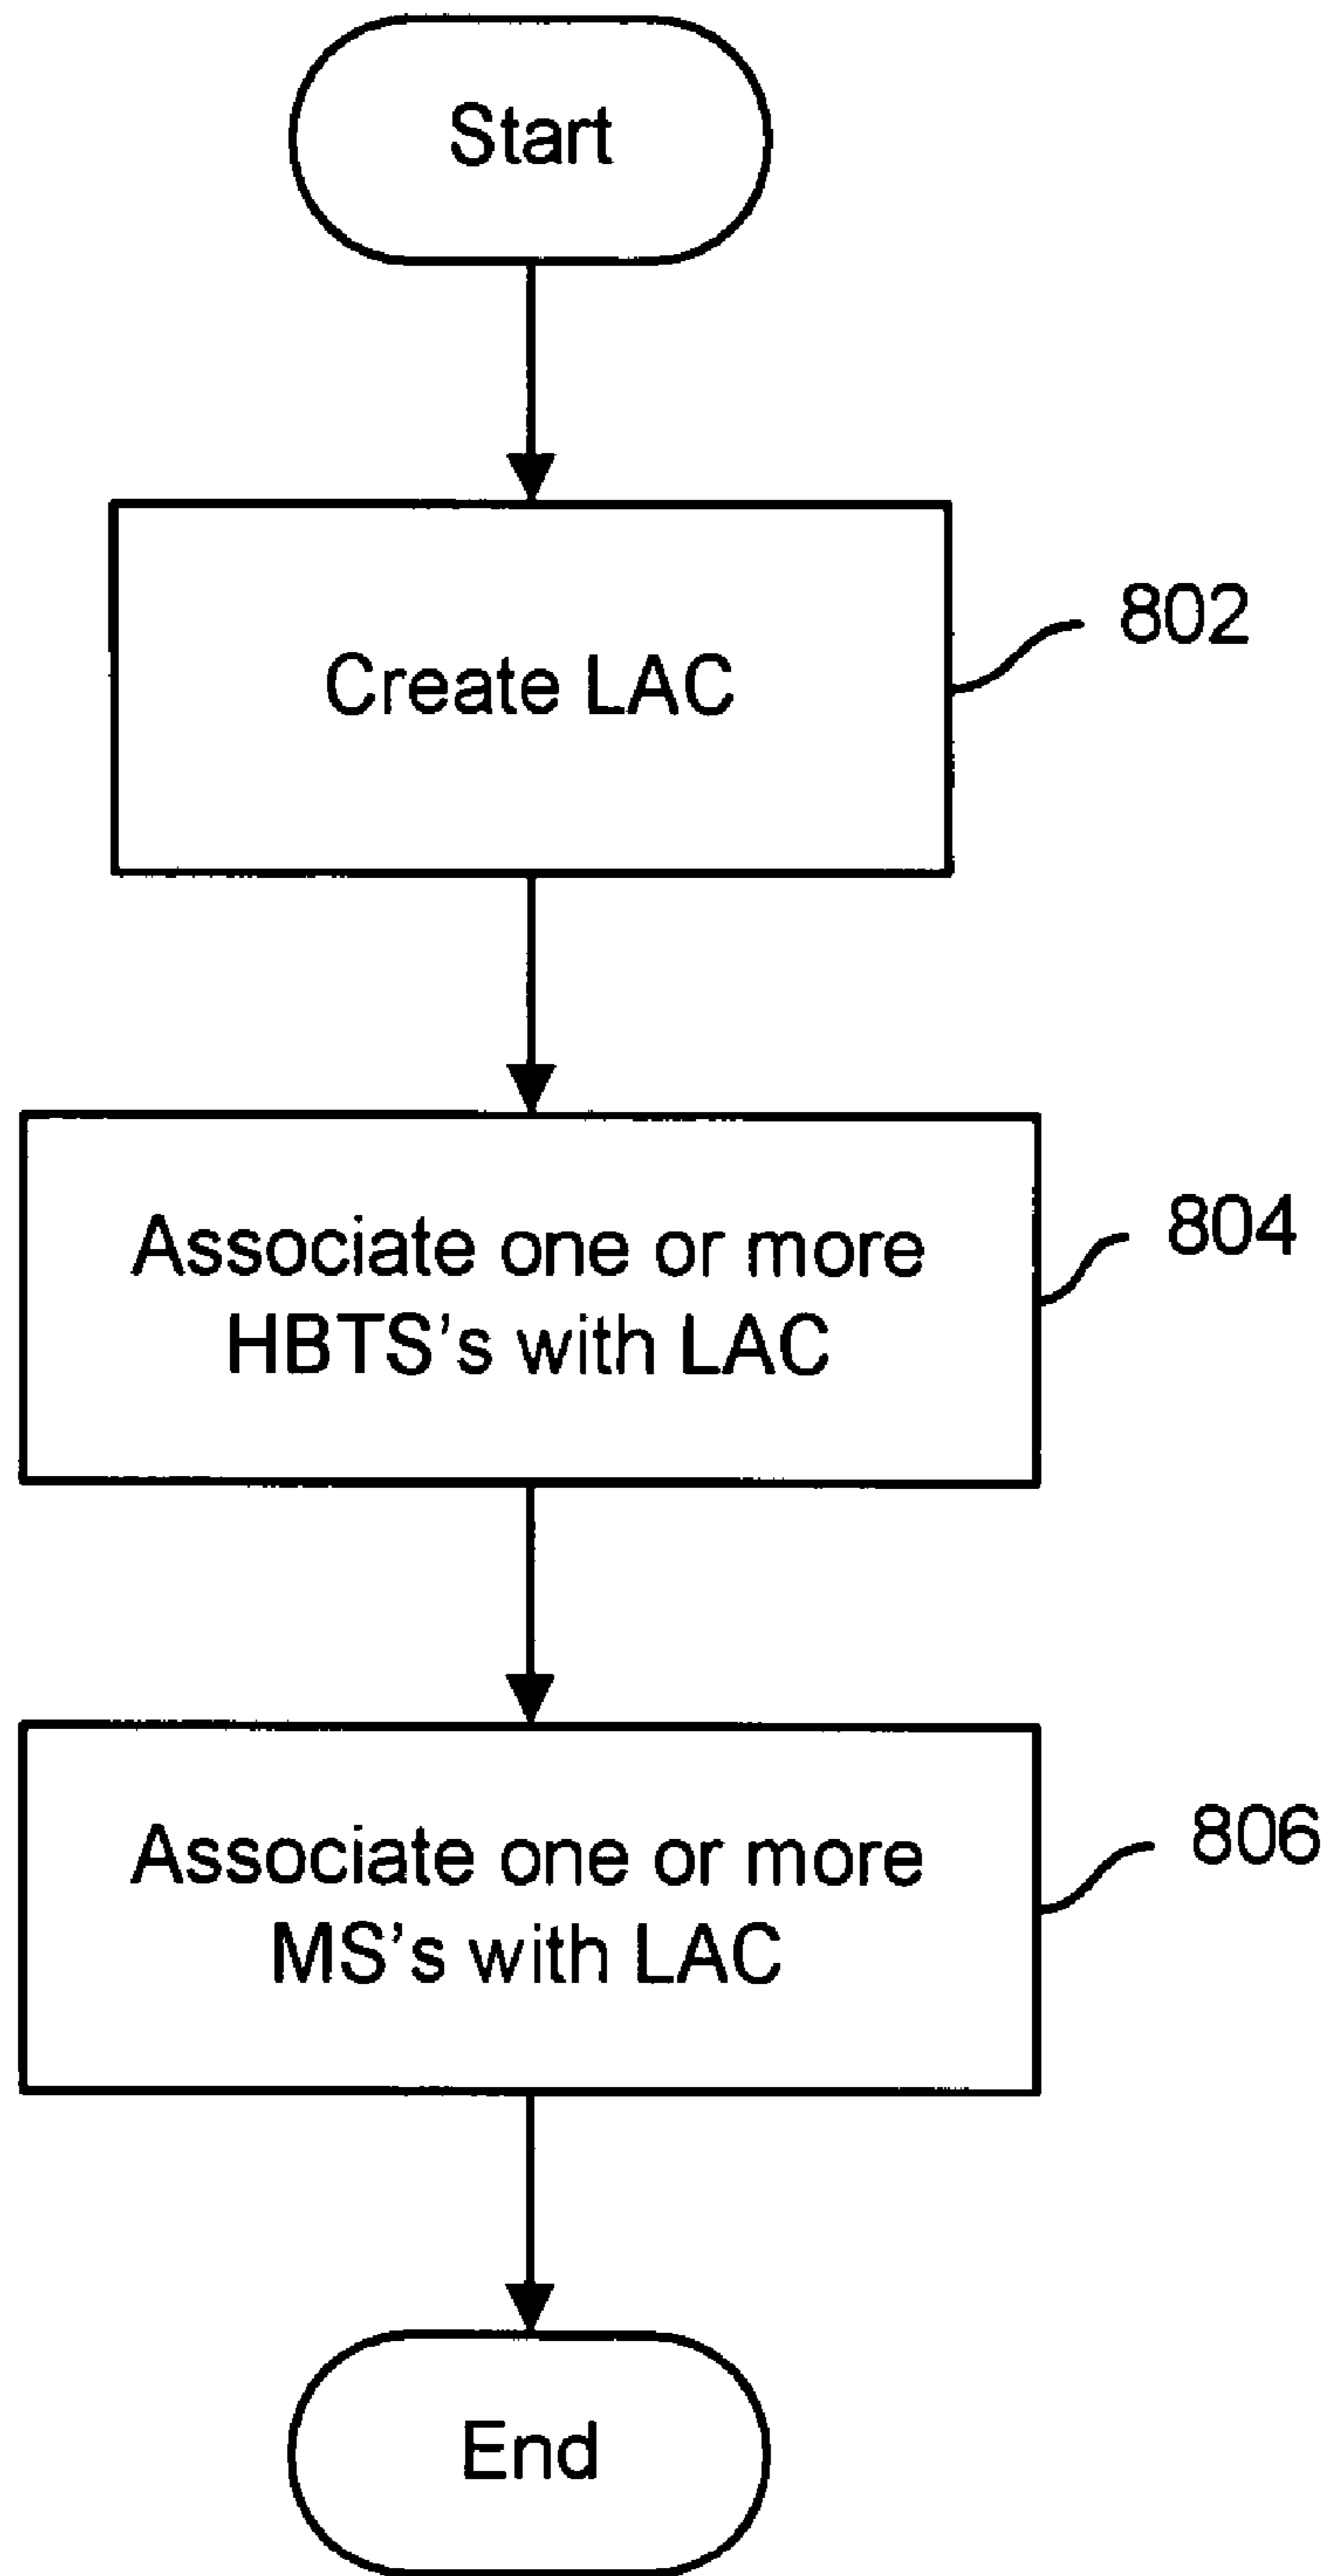 Start
Create LAC
802
Associate one or more
HBTS’s with LAC
804
Associate one or more
MS’s with LAC
806
End